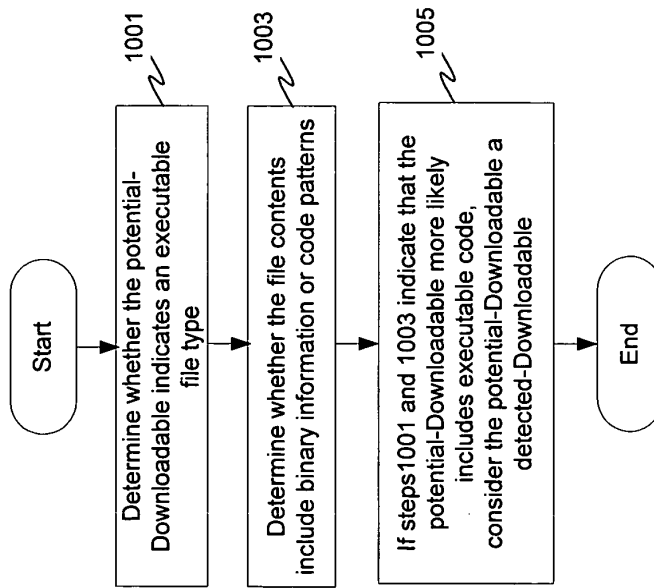 Start
Determine whether the potential-
Downloadable indicates an executable
file type
1001
Determine whether the file contents
include binary information or code patterns
1003
If steps1001 and 1003 indicate that the
potential-Downloadable more likely
includes executable code,
consider the potential-Downloadable a
detected-Downloadable
1005
End